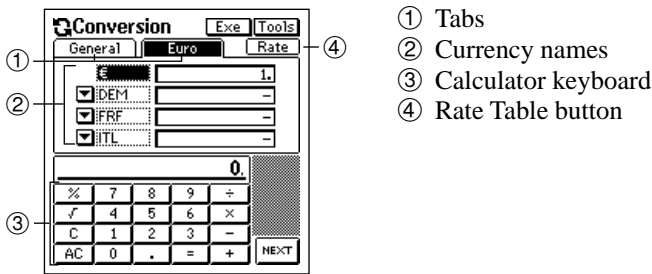 Conversion Exe Tools
General Euro Rate
€ 1.
DEM –
FRF –
ITL –
0.
% 7 8 9 ÷
√ 4 5 6 ×
C 1 2 3 −
AC 0 . = + NEXT
①
②
③
④
① Tabs
② Currency names
③ Calculator keyboard
④ Rate Table button